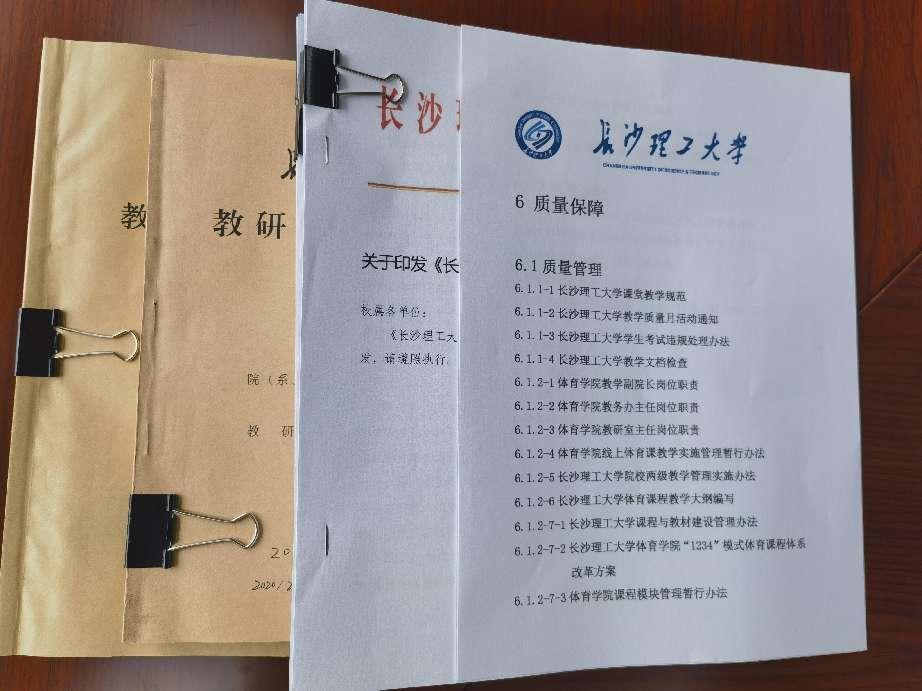 教
教研
院（系、
教 研
20
2020/2
长沙
关于印发《长
校属各单位：
《长沙理工大
发，请遵照执行。
长沙理工大学
CHANGSHA UNIVERSITY OF SCIENCE & TECHNOLOGY
6 质量保障
6.1 质量管理
6.1.1-1 长沙理工大学课堂教学规范
6.1.1-2 长沙理工大学教学质量月活动通知
6.1.1-3 长沙理工大学学生考试违规处理办法
6.1.1-4 长沙理工大学教学文档检查
6.1.2-1 体育学院教学副院长岗位职责
6.1.2-2 体育学院教务办主任岗位职责
6.1.2-3 体育学院教研室主任岗位职责
6.1.2-4 体育学院线上体育课教学实施管理暂行办法
6.1.2-5 长沙理工大学院校两级教学管理实施办法
6.1.2-6 长沙理工大学体育课程教学大纲编写
6.1.2-7-1 长沙理工大学课程与教材建设管理办法
6.1.2-7-2 长沙理工大学体育学院“1234”模式体育课程体系
改革方案
6.1.2-7-3 体育学院课程模块管理暂行办法